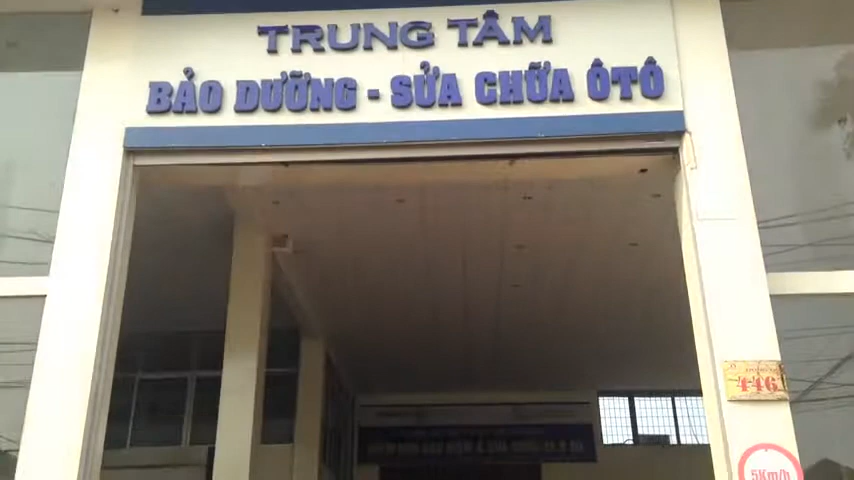 TRUNG TÂM
BẢO DƯỠNG - SỬA CHỮA ÔTÔ
446
5Km/h